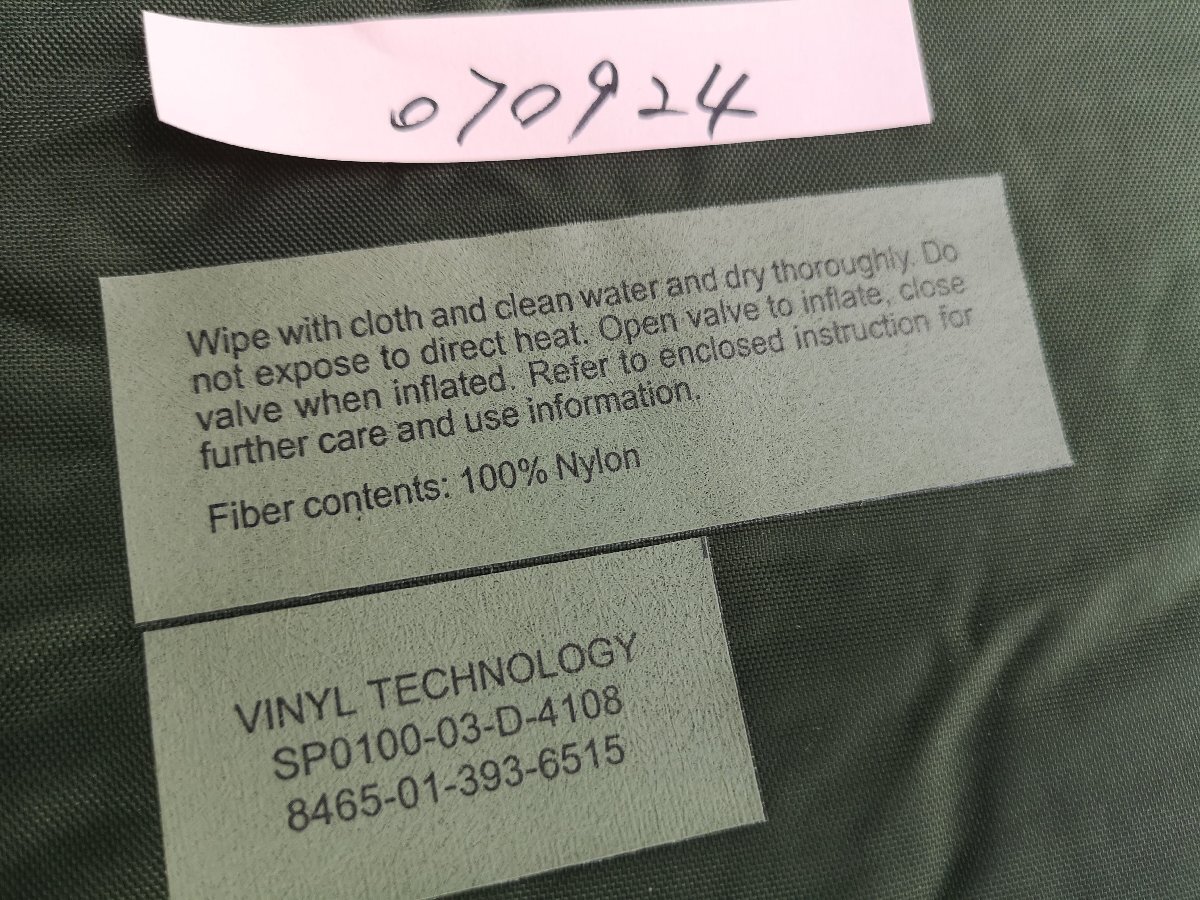 070924
Wipe with cloth and clean water and dry thoroughly. Do
not expose to direct heat. Open valve to inflate, close
valve when inflated. Refer to enclosed instruction for
further care and use information.
Fiber contents: 100% Nylon
VINYL TECHNOLOGY
SP0100-03-D-4108
8465-01-393-6515